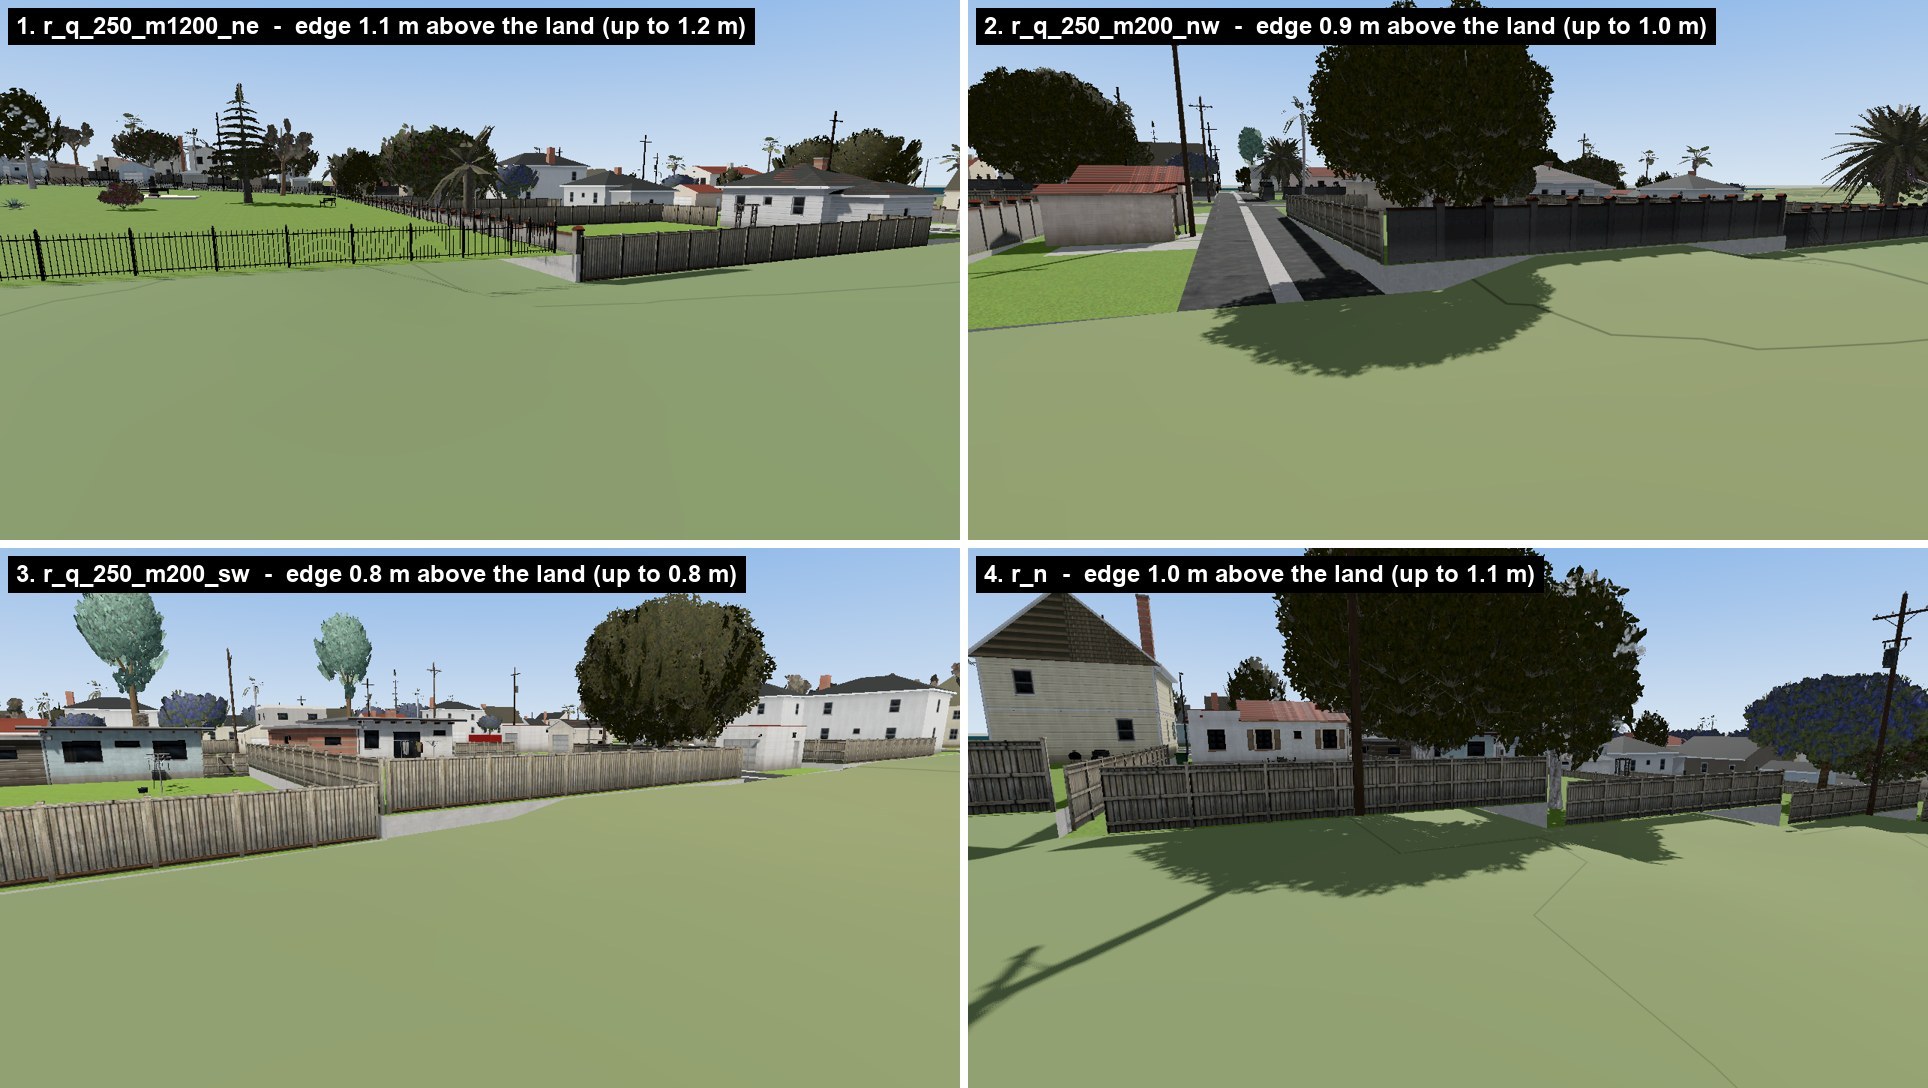 1. r_q_250_m1200_ne - edge 1.1 m above the land (up to 1.2 m)
2. r_q_250_m200_nw - edge 0.9 m above the land (up to 1.0 m)
3. r_q_250_m200_sw - edge 0.8 m above the land (up to 0.8 m)
4. r_n - edge 1.0 m above the land (up to 1.1 m)